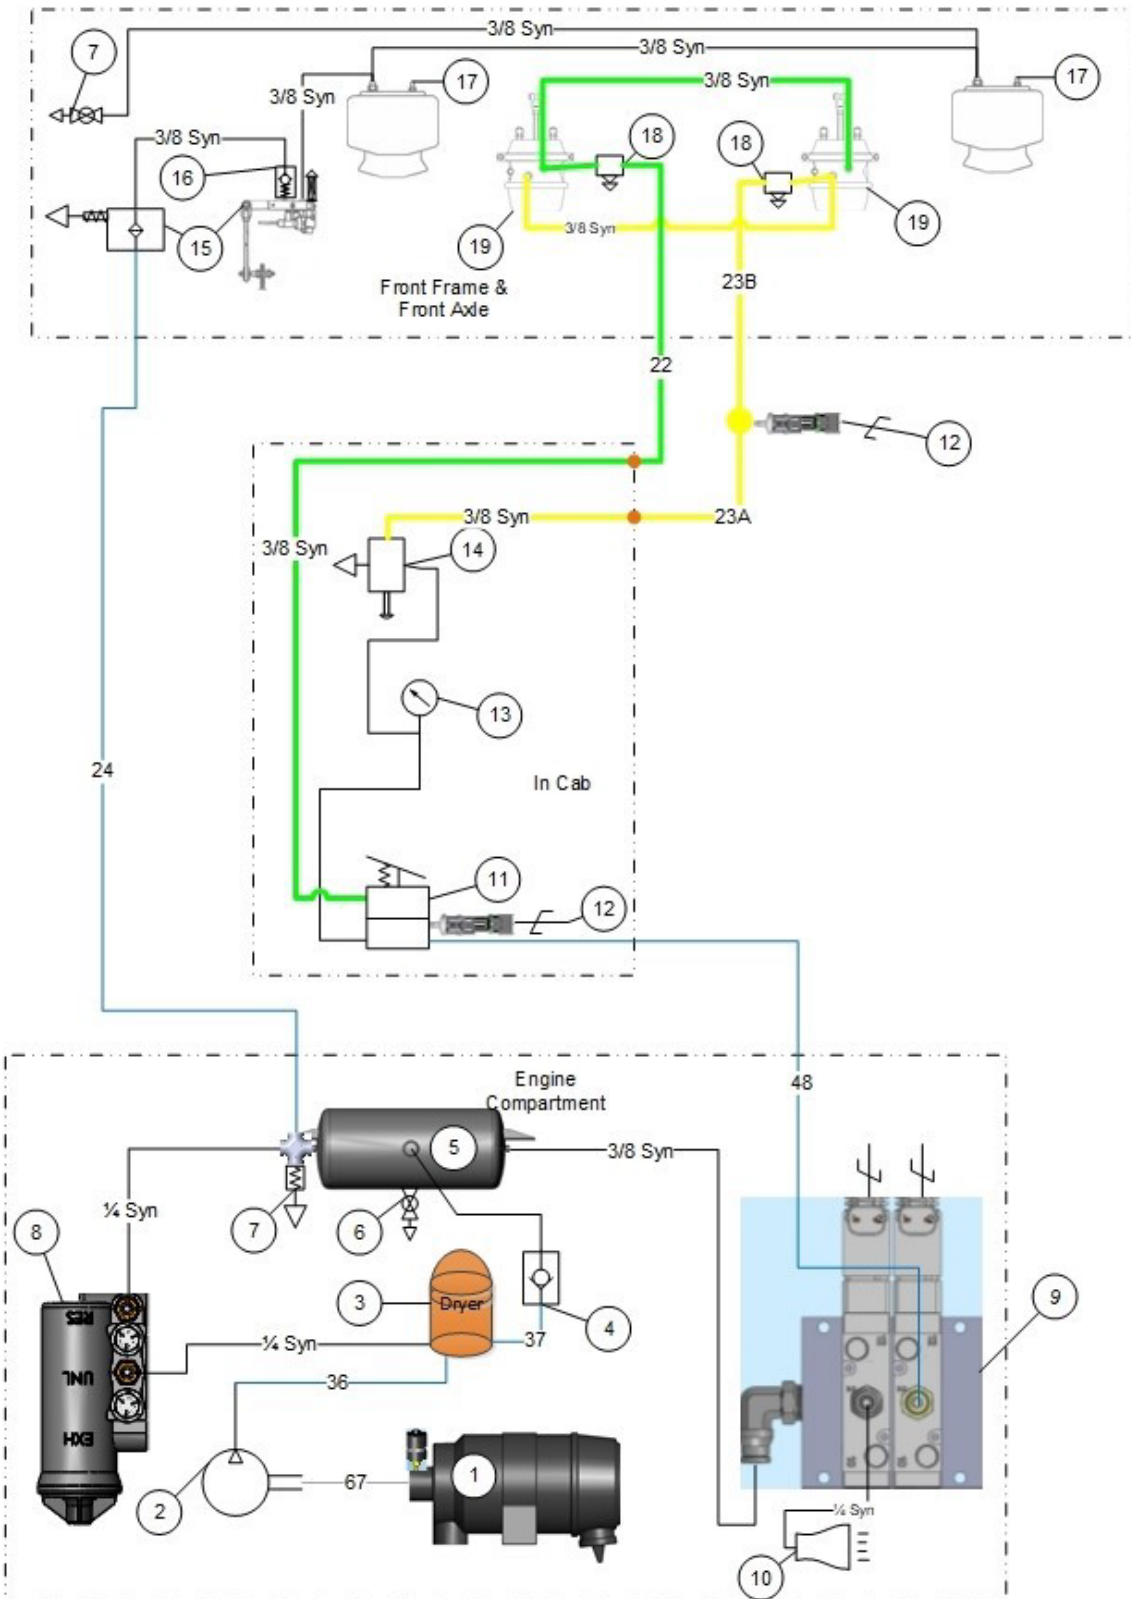 3/8 Syn
7
3/8 Syn
17
3/8 Syn
17
3/8 Syn
3/8 Syn
18
18
16
15
19
3/8 Syn
19
Front Frame &
Front Axle
23B
22
12
3/8 Syn
23A
3/8 Syn
14
13
24
In Cab
11
12
Engine
Compartment
48
5
3/8 Syn
¼ Syn
7
6
8
3
Dryer
4
9
RES
¼ Syn
37
UNL
36
EXH
1
67
2
¼ Syn
10